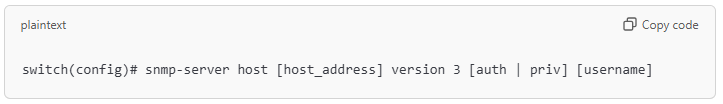 plaintext
Copy code
switch(config)# snmp-server host [host_address] version 3 [auth | priv] [username]